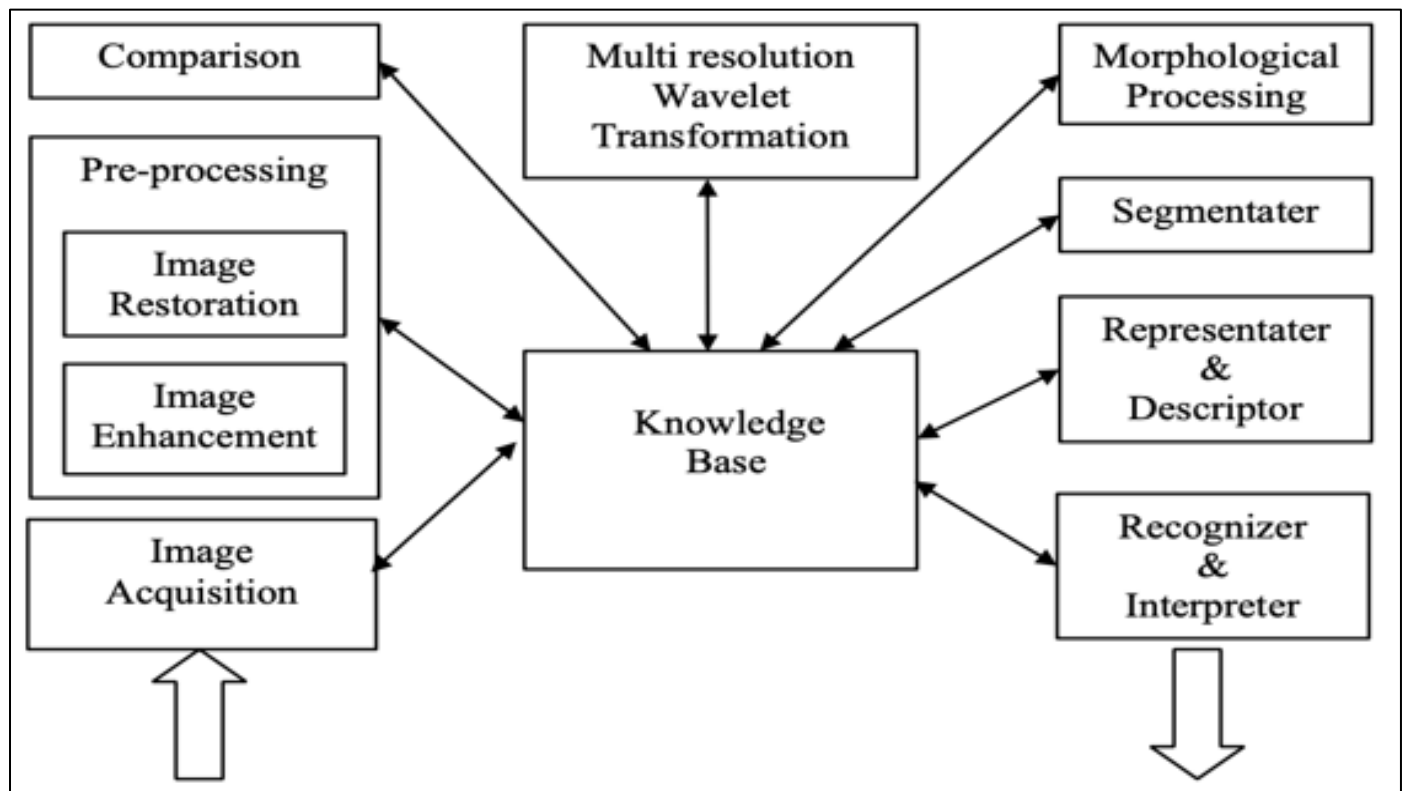 Comparison
Pre-processing
Image
Restoration
Image
Enhancement
Image
Acquisition
Multi resolution
Wavelet
Transformation
Knowledge
Base
Morphological
Processing
Segmentater
Representater
&
Descriptor
Recognizer
&
Interpreter